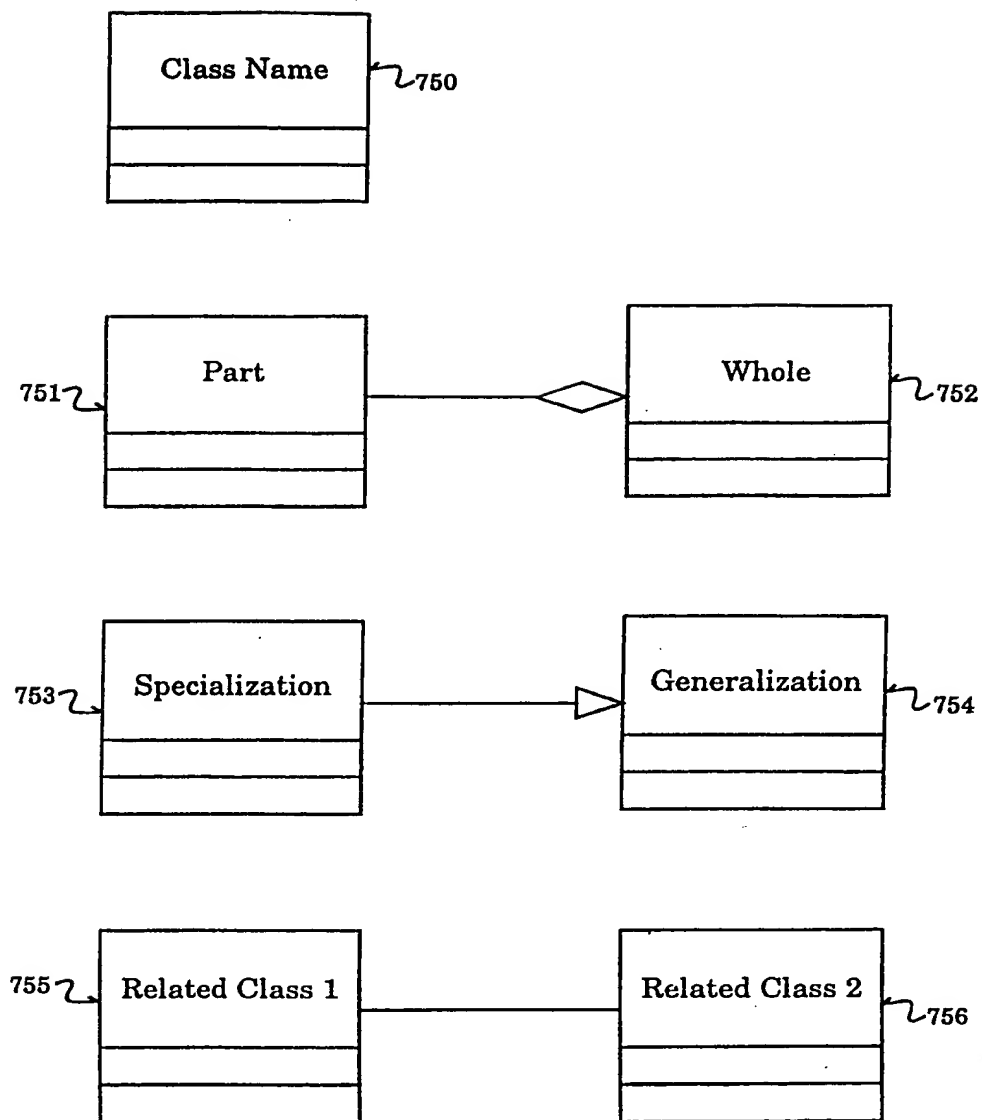 Class Name
750
Part
Whole
751
752
Specialization
Generalization
753
754
Related Class 1
Related Class 2
755
756